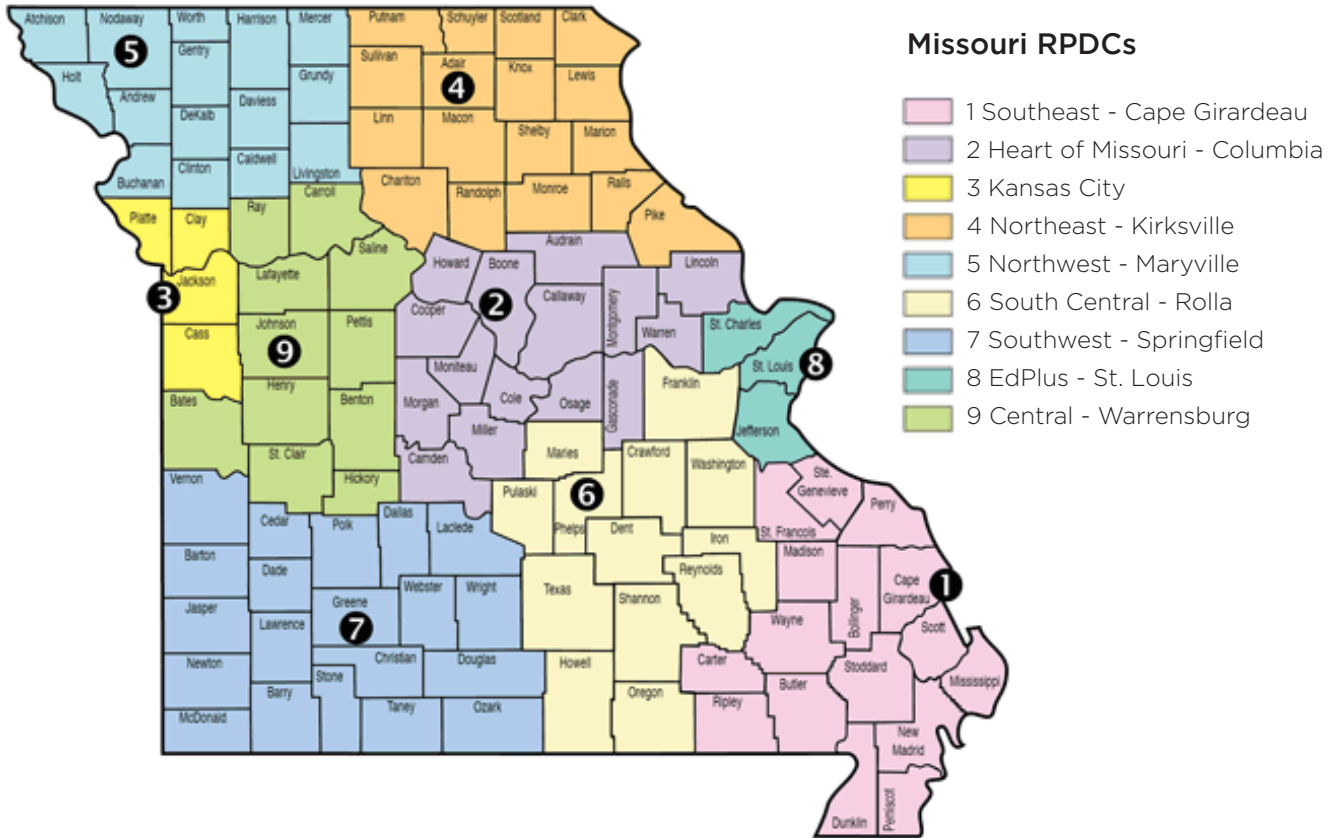 Missouri RPDCs
1 Southeast - Cape Girardeau
2 Heart of Missouri - Columbia
3 Kansas City
4 Northeast - Kirksville
5 Northwest - Maryville
6 South Central - Rolla
7 Southwest - Springfield
8 EdPlus - St. Louis
9 Central - Warrensburg
Atchison
Nodaway
Worth
Harrison
Mercer
Putnam
Schuyler
Scotland
Clark
5
Gentry
Sullivan
Adair
Knox
Lewis
Holt
Grundy
4
Andrew
Daviess
DeKalb
Linn
Macon
Shelby
Marion
Buchanan
Clinton
Caldwell
Livingston
Chariton
Randolph
Monroe
Ralls
Pike
Platte
Clay
Ray
Carroll
Saline
Howard
Boone
Audrain
Lincoln
3
Jackson
Lafayette
Cooper
2
Callaway
Montgomery
Warren
St. Charles
Cass
Johnson
Pettis
9
Moniteau
St. Louis
8
Bates
Henry
Benton
Morgan
Cole
Osage
Gasconade
Franklin
Miller
Jefferson
St. Clair
Hickory
Camden
Maries
Crawford
Washington
Vernon
Pulaski
6
Ste.
Genevieve
Perry
Cedar
Polk
Dallas
Laclede
Phelps
Dent
Iron
St. Francois
Barton
Dade
Madison
Reynolds
Cape
Girardeau
1
Jasper
Greene
Webster
Wright
Texas
Shannon
Lawrence
7
Wayne
Bollinger
Scott
Newton
Christian
Douglas
Howell
Carter
Stoddard
Mississippi
Stone
Barry
Butler
McDonald
Taney
Ozark
Oregon
Ripley
New
Madrid
Dunklin
Pemiscot